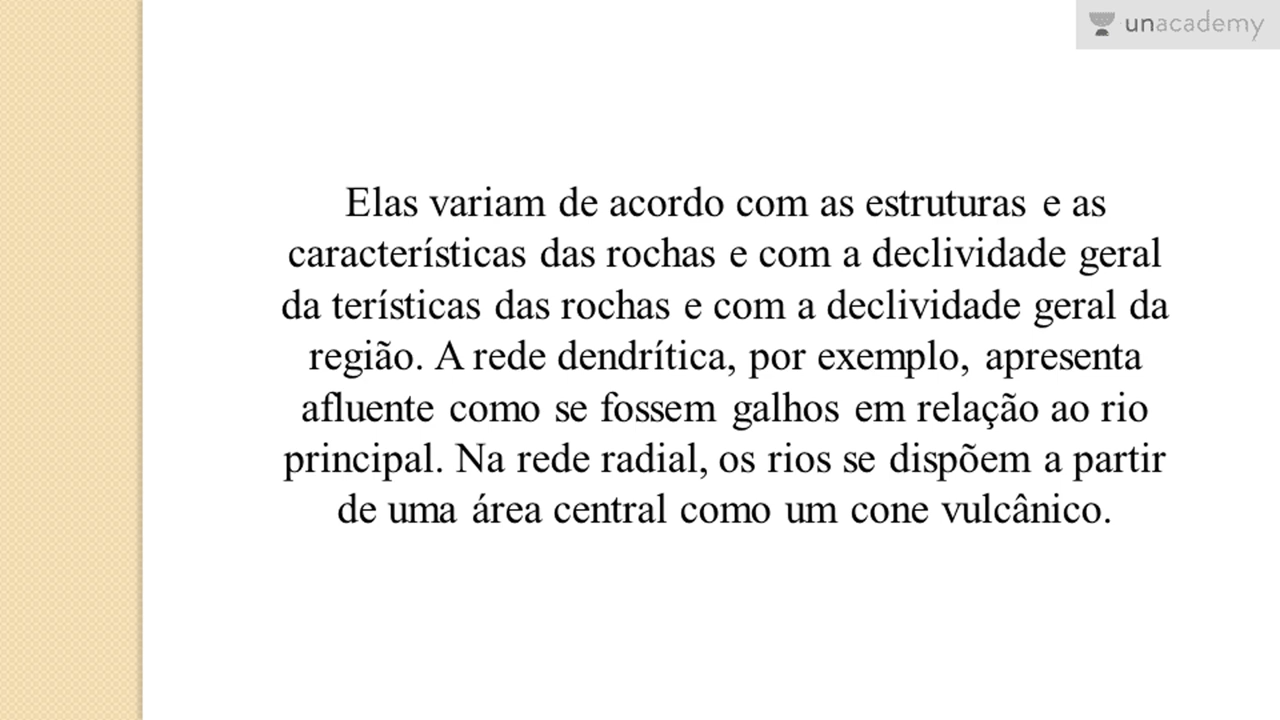 unacademy
Elas variam de acordo com as estruturas e as
características das rochas e com a declividade geral
da terísticas das rochas e com a declividade geral da
região. A rede dendrítica, por exemplo, apresenta
afluente como se fossem galhos em relação ao rio
principal. Na rede radial, os rios se dispõem a partir
de uma área central como um cone vulcânico.